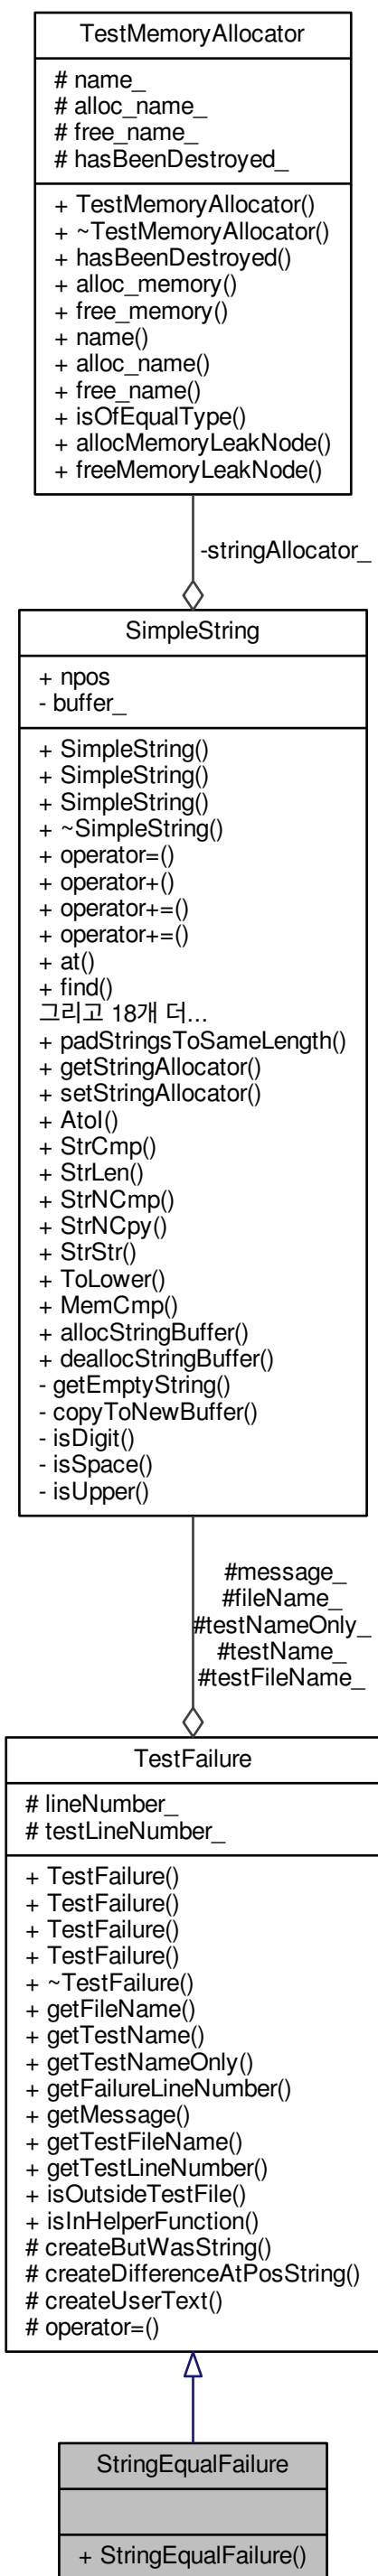 TestMemoryAllocator
# name_
# alloc_name_
# free_name_
# hasBeenDestroyed_
+ TestMemoryAllocator()
+ ~TestMemoryAllocator()
+ hasBeenDestroyed()
+ alloc_memory()
+ free_memory()
+ name()
+ alloc_name()
+ free_name()
+ isOfEqualType()
+ allocMemoryLeakNode()
+ freeMemoryLeakNode()
-stringAllocator_
SimpleString
+ npos
- buffer_
+ SimpleString()
+ SimpleString()
+ SimpleString()
+ ~SimpleString()
+ operator=()
+ operator+()
+ operator+=()
+ operator+=()
+ at()
+ find()
그리고 18개 더...
+ padStringsToSameLength()
+ getStringAllocator()
+ setStringAllocator()
+ AtoI()
+ StrCmp()
+ StrLen()
+ StrNCmp()
+ StrNCpy()
+ StrStr()
+ ToLower()
+ MemCmp()
+ allocStringBuffer()
+ deallocStringBuffer()
- getEmptyString()
- copyToNewBuffer()
- isDigit()
- isSpace()
- isUpper()
#message_
#fileName_
#testNameOnly_
#testName_
#testFileName_
TestFailure
# lineNumber_
# testLineNumber_
+ TestFailure()
+ TestFailure()
+ TestFailure()
+ TestFailure()
+ ~TestFailure()
+ getFileName()
+ getTestName()
+ getTestNameOnly()
+ getFailureLineNumber()
+ getMessage()
+ getTestFileName()
+ getTestLineNumber()
+ isOutsideTestFile()
+ isInHelperFunction()
# createButWasString()
# createDifferenceAtPosString()
# createUserText()
# operator=()
StringEqualFailure
+ StringEqualFailure()